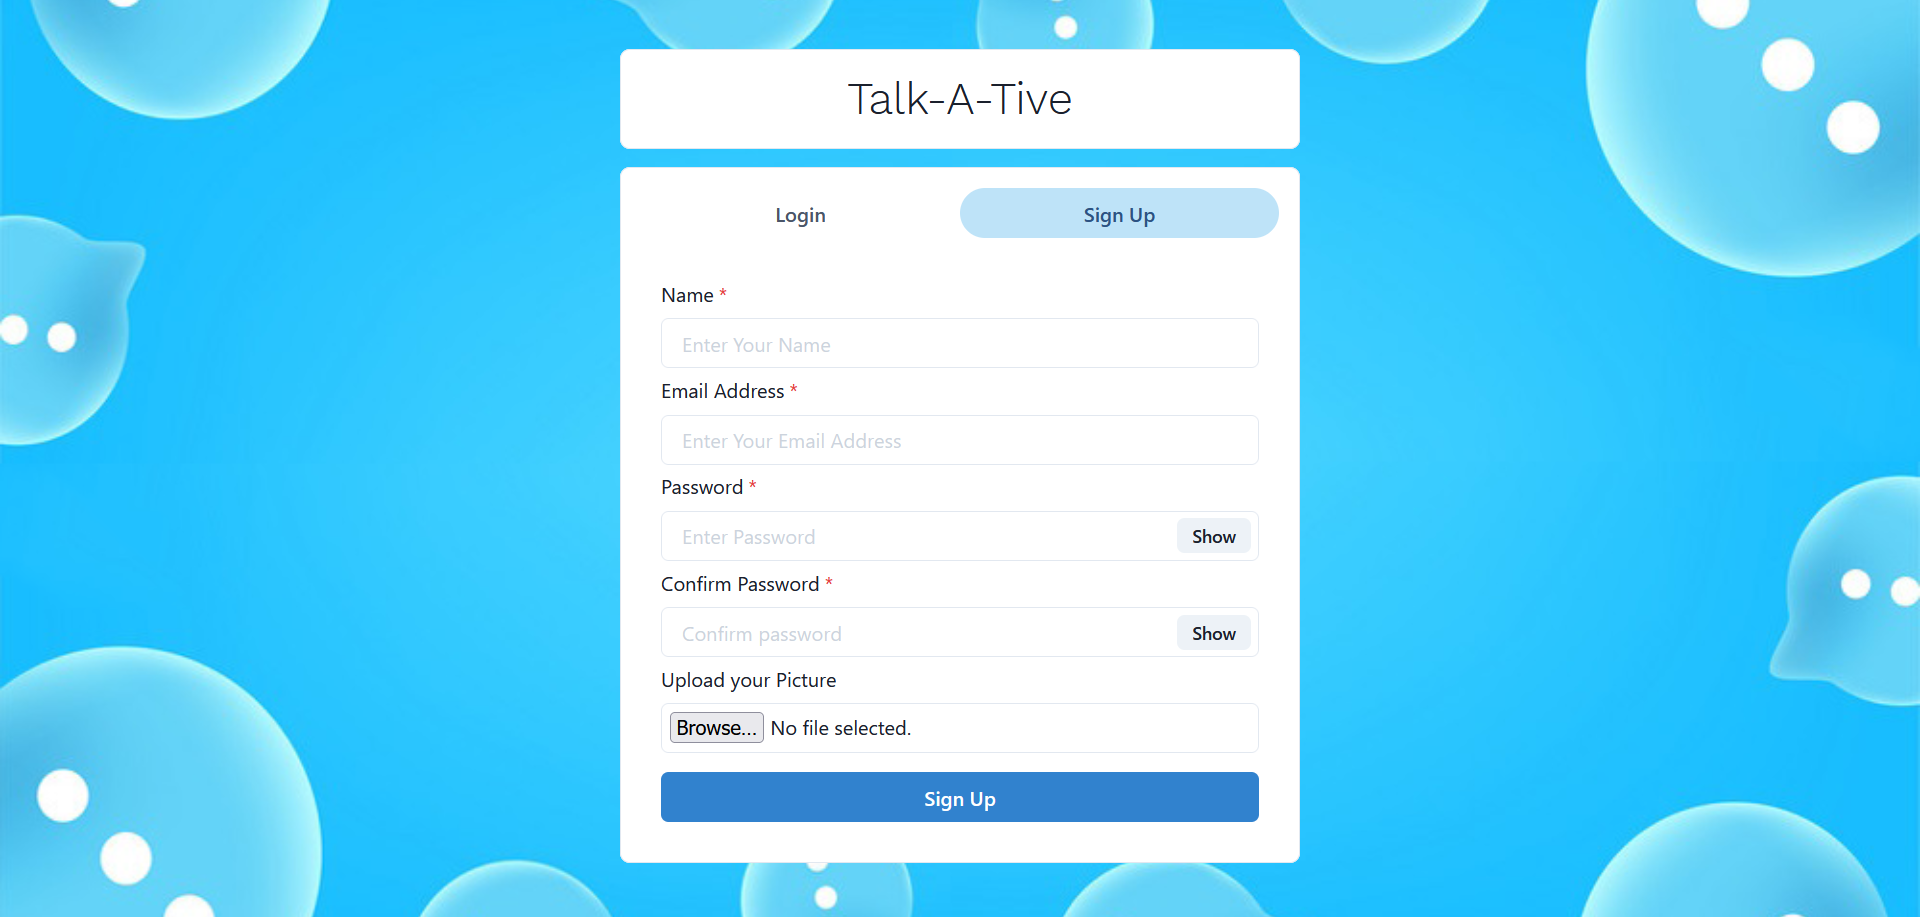 Talk-A-Tive
Login
Sign Up
Name *
Enter Your Name
Email Address *
Enter Your Email Address
Password *
Enter Password
Show
Confirm Password *
Confirm password
Show
Upload your Picture
Browse... No file selected.
Sign Up